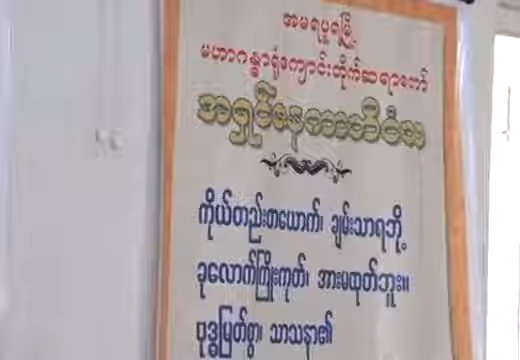 အမရပူရမြို့
မဟာဂန္ဓာရုံကျောင်းတိုက်ဆရာတော်
အရှင်ဇနကာဘိဝံသ
ကိုယ်တည်းတယောက်၊ ချမ်းသာရဘို့
ခုလောက်ကြိုးကုတ်၊ အားမထုတ်ဘူး။
ဗုဒ္ဓမြတ်စွာ၊ သာသနာ၏